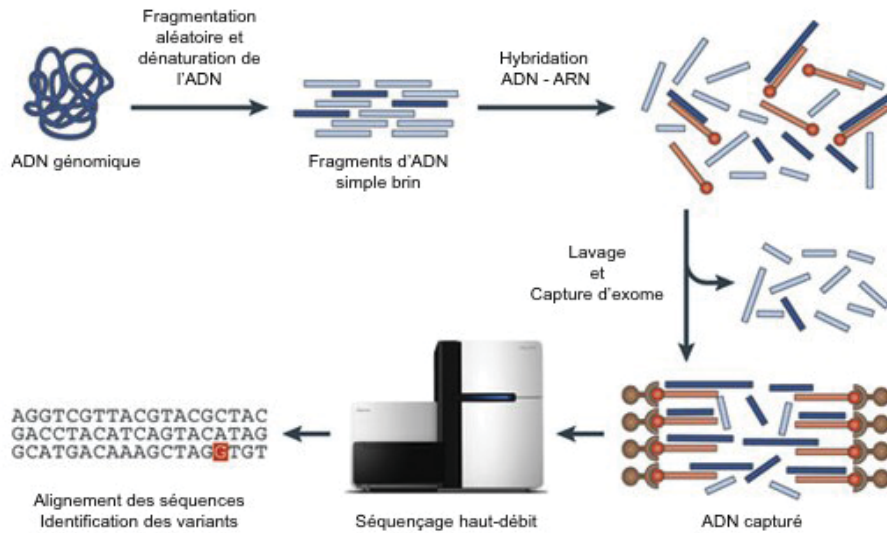 Fragmentation
aléatoire et
dénaturation de
l'ADN
Hybridation
ADN - ARN
ADN génomique
Fragments d'ADN
simple brin
Lavage
et
Capture d'exome
AGGTCGTTACGTACGCTAC
GACCTACATCAGTACATAG
GCATGACAAAGCTAGGTGT
Alignement des séquences
Identification des variants
Séquençage haut-débit
ADN capturé